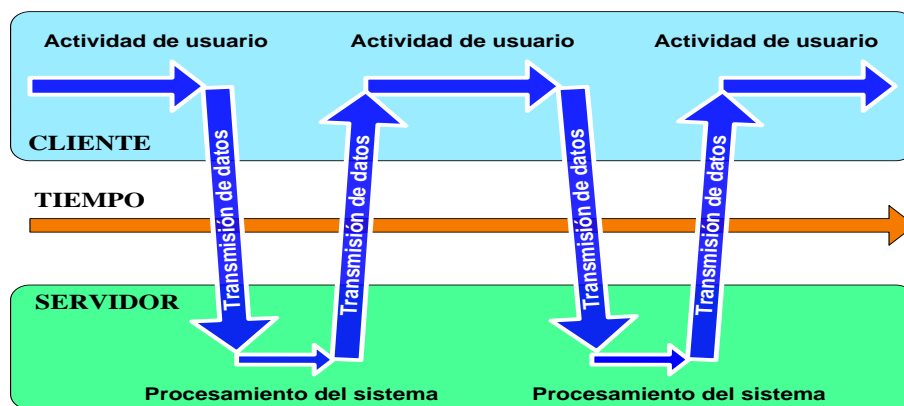 Actividad de usuario
Actividad de usuario
Actividad de usuario
CLIENTE
Transmisión de datos
Transmisión de datos
Transmisión de datos
Transmisión de datos
TIEMPO
SERVIDOR
Procesamiento del sistema
Procesamiento del sistema